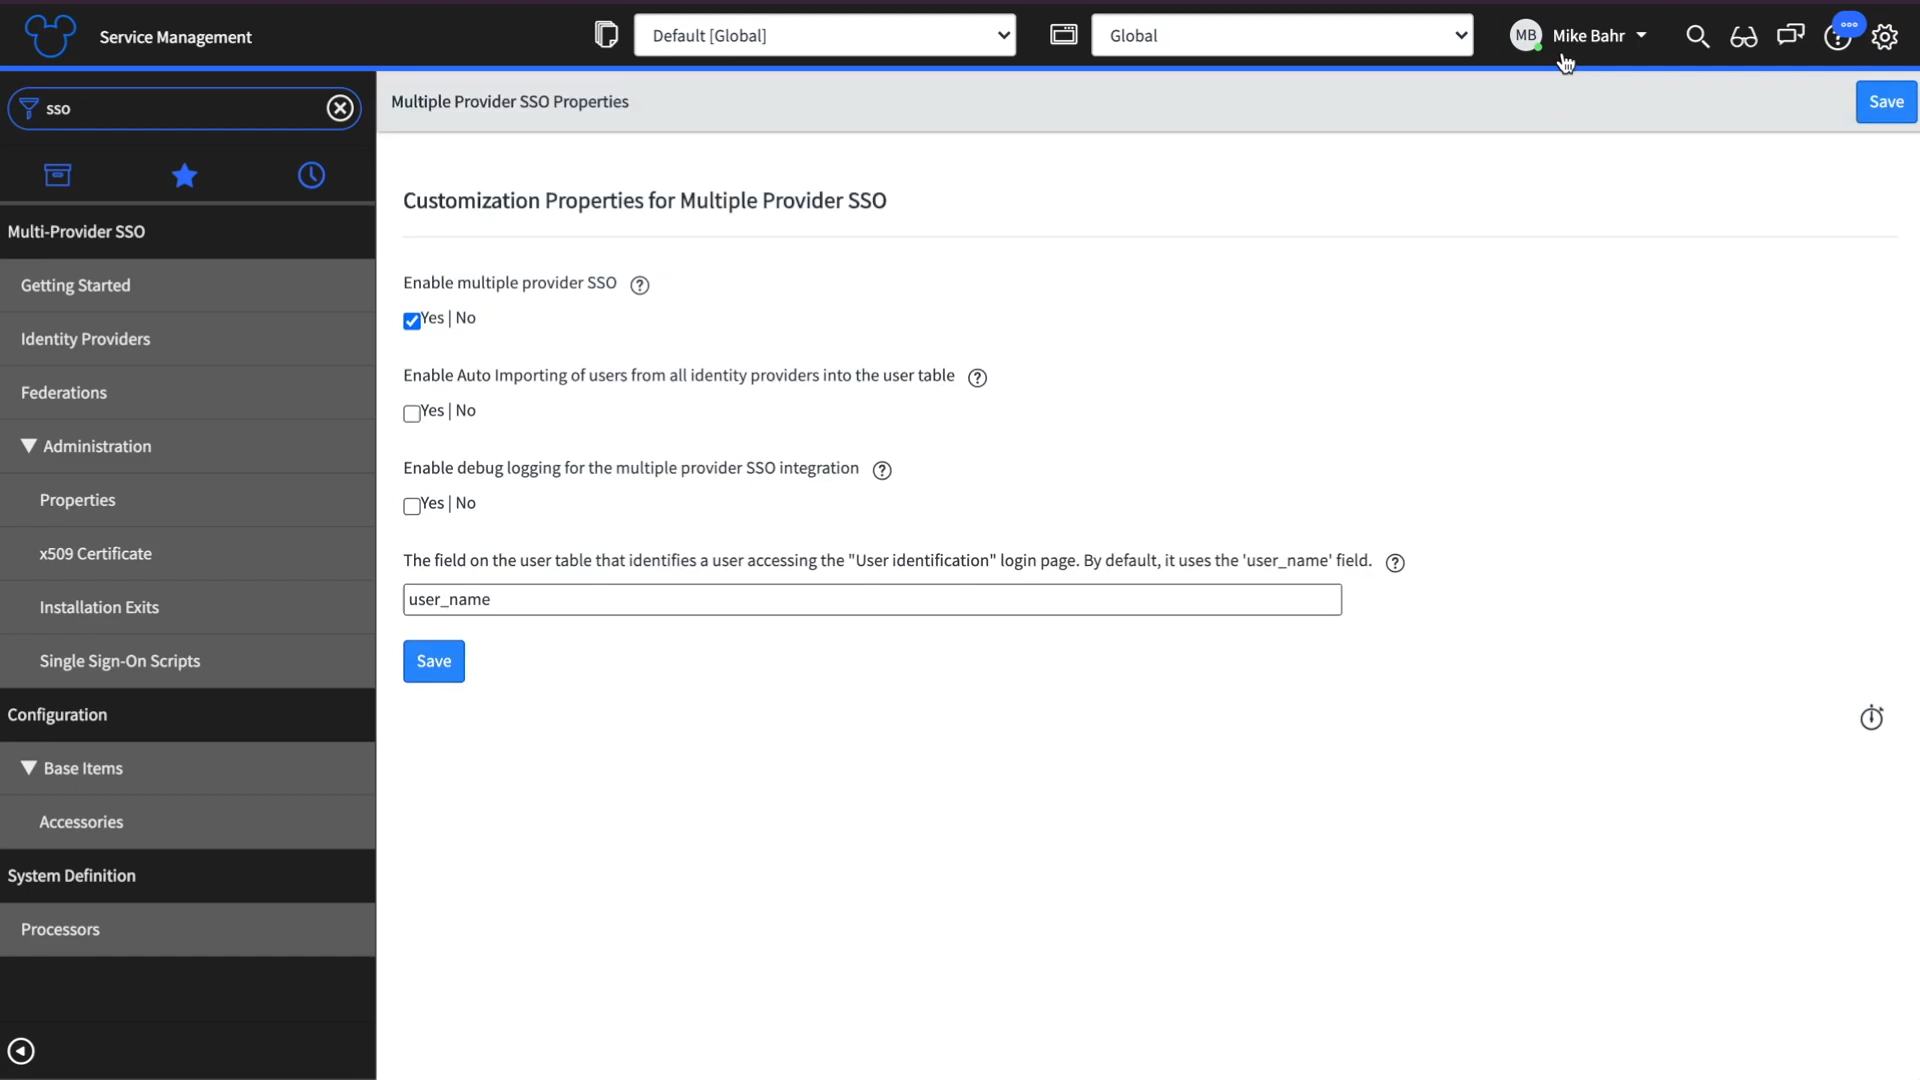 Service Management
Default [Global]
Global
MB
Mike Bahr
sso
Multiple Provider SSO Properties
Save
Multi-Provider SSO
Getting Started
Identity Providers
Federations
Administration
Properties
x509 Certificate
Installation Exits
Single Sign-On Scripts
Configuration
Base Items
Accessories
System Definition
Processors
Customization Properties for Multiple Provider SSO
Enable multiple provider SSO
Yes | No
Enable Auto Importing of users from all identity providers into the user table
Yes | No
Enable debug logging for the multiple provider SSO integration
Yes | No
The field on the user table that identifies a user accessing the "User identification" login page. By default, it uses the 'user_name' field.
user_name
Save